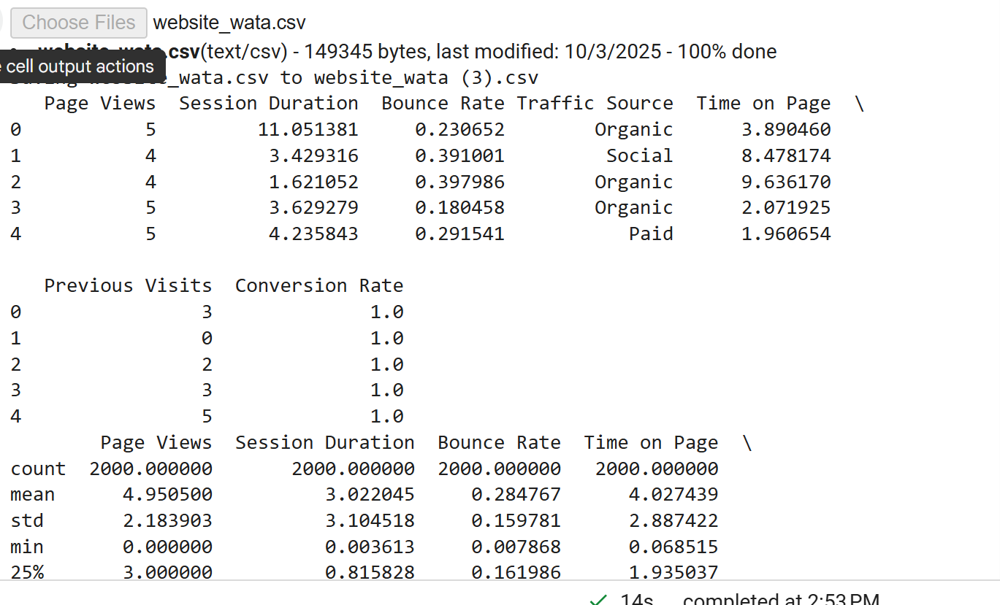 Choose Files website_wata.csv
website_wata.csv(text/csv) - 149345 bytes, last modified: 10/3/2025 - 100% done
cell output actions
_wata.csv to website_wata (3).csv
   Page Views  Session Duration  Bounce Rate Traffic Source  Time on Page  \
0           5         11.051381     0.230652        Organic      3.890460
1           4          3.429316     0.391001         Social      8.478174
2           4          1.621052     0.397986        Organic      9.636170
3           5          3.629279     0.180458        Organic      2.071925
4           5          4.235843     0.291541           Paid      1.960654
   Previous Visits  Conversion Rate
0                3              1.0
1                0              1.0
2                2              1.0
3                3              1.0
4                5              1.0
        Page Views  Session Duration  Bounce Rate  Time on Page  \
count  2000.000000       2000.000000  2000.000000   2000.000000
mean      4.950500          3.022045     0.284767      4.027439
std       2.183903          3.104518     0.159781      2.887422
min       0.000000          0.003613     0.007868      0.068515
25%       3.000000          0.815828     0.161986      1.935037
14s completed at 2:53 PM